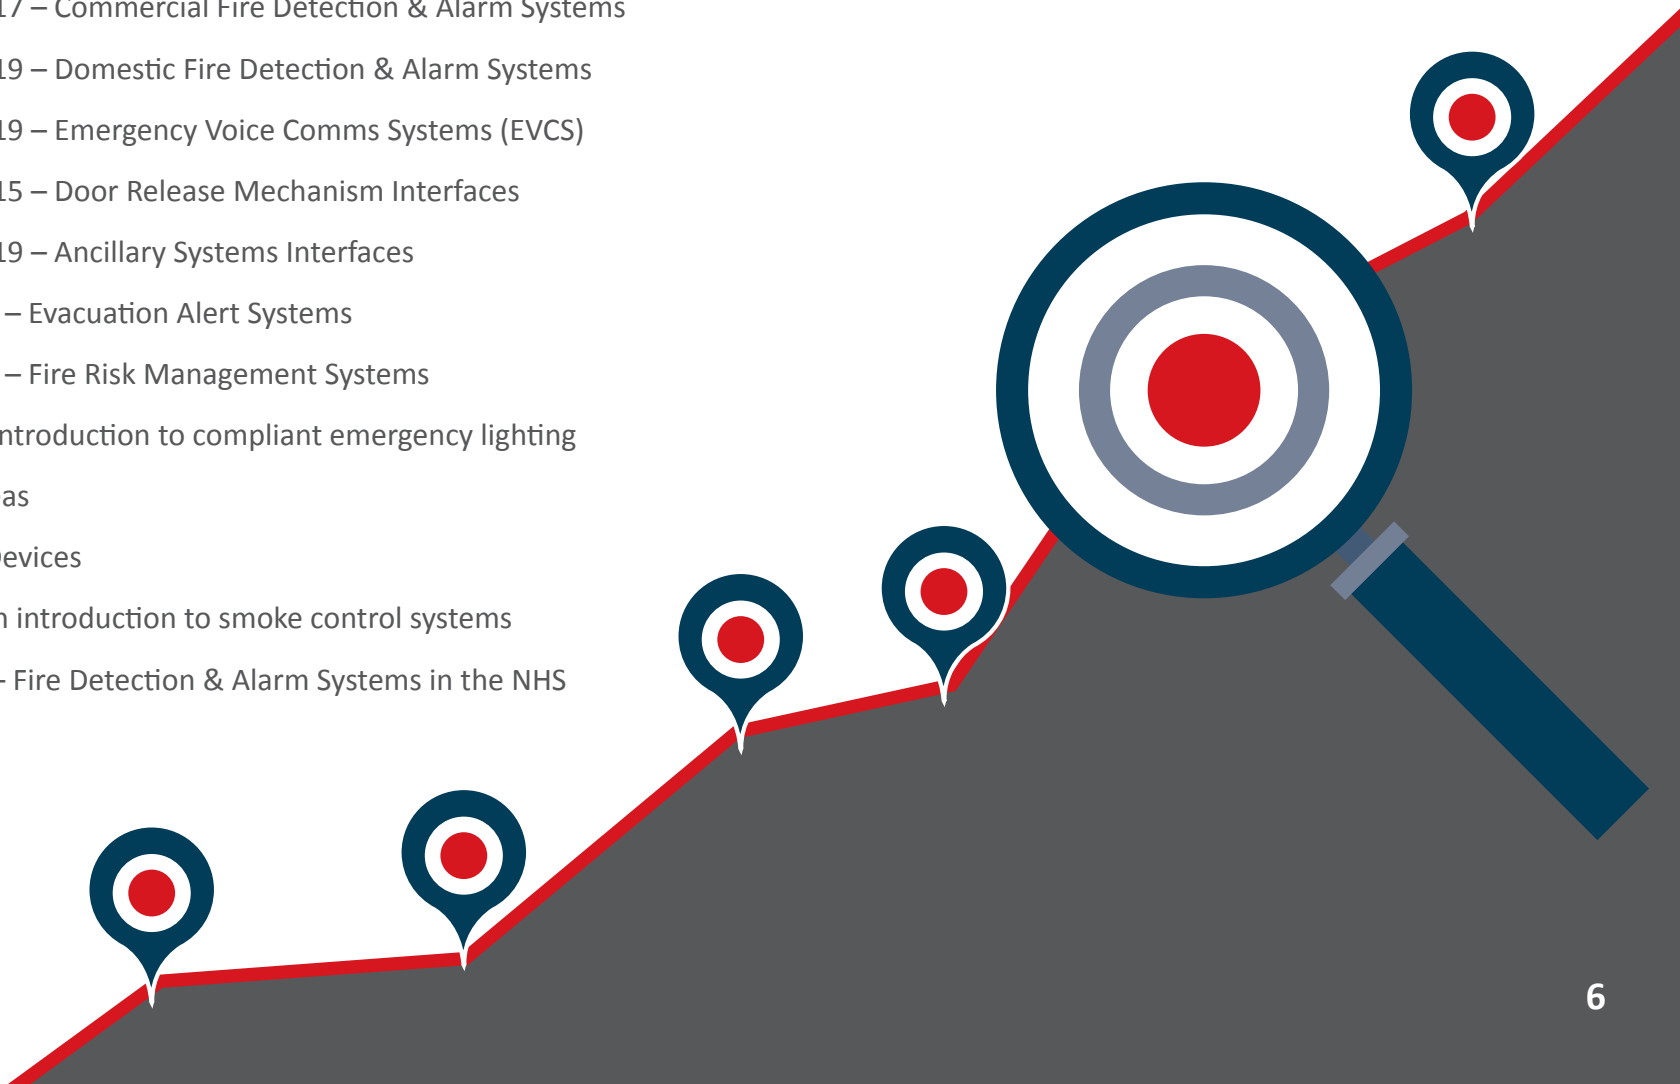 17 – Commercial Fire Detection & Alarm Systems
19 – Domestic Fire Detection & Alarm Systems
19 – Emergency Voice Comms Systems (EVCS)
15 – Door Release Mechanism Interfaces
19 – Ancillary Systems Interfaces
– Evacuation Alert Systems
– Fire Risk Management Systems
introduction to compliant emergency lighting
as
Devices
introduction to smoke control systems
- Fire Detection & Alarm Systems in the NHS
6